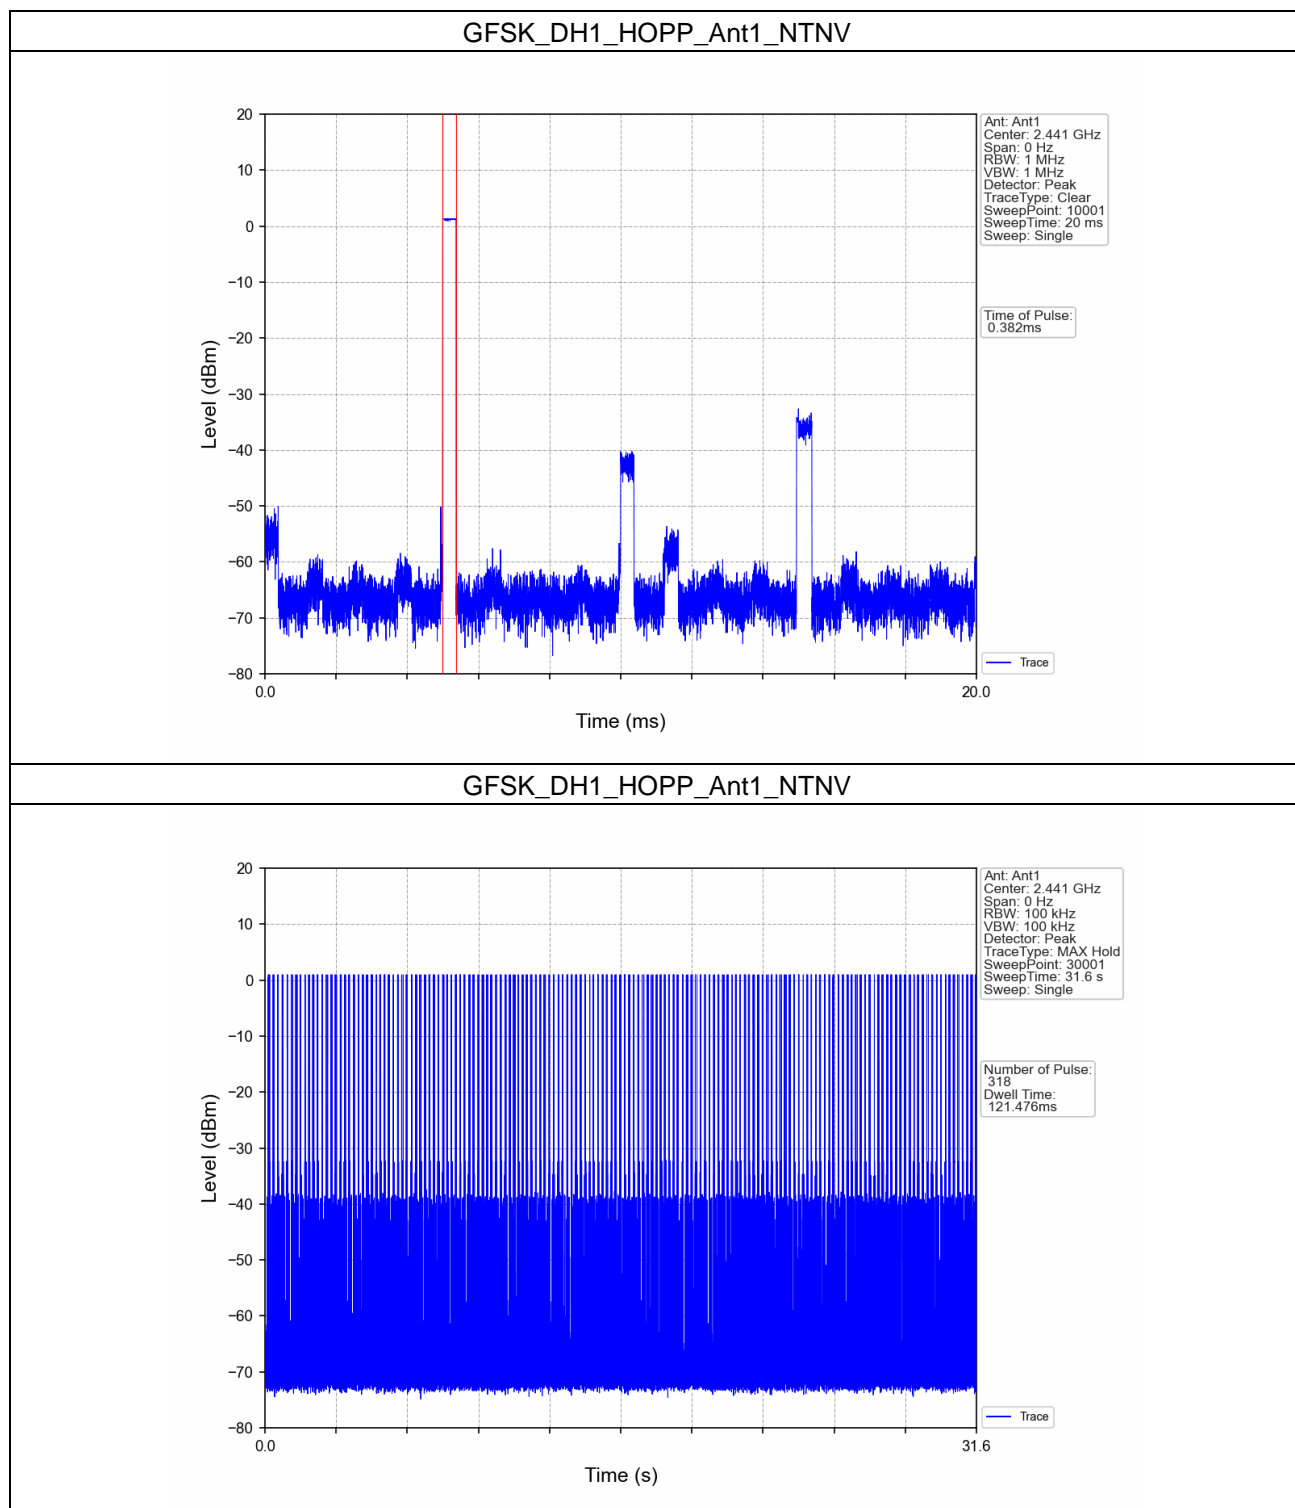 GFSK_DH1_HOPP_Ant1_NTNV
20
10
0
−10
−20
−30
−40
−50
−60
−70
−80
Level (dBm)
0.0
20.0
Time (ms)
Ant: Ant1
Center: 2.441 GHz
Span: 0 Hz
RBW: 1 MHz
VBW: 1 MHz
Detector: Peak
TraceType: Clear
SweepPoint: 10001
SweepTime: 20 ms
Sweep: Single
Time of Pulse:
0.382ms
Trace
GFSK_DH1_HOPP_Ant1_NTNV
20
10
0
−10
−20
−30
−40
−50
−60
−70
−80
Level (dBm)
0.0
31.6
Time (s)
Ant: Ant1
Center: 2.441 GHz
Span: 0 Hz
RBW: 100 kHz
VBW: 100 kHz
Detector: Peak
TraceType: MAX Hold
SweepPoint: 30001
SweepTime: 31.6 s
Sweep: Single
Number of Pulse:
318
Dwell Time:
121.476ms
Trace